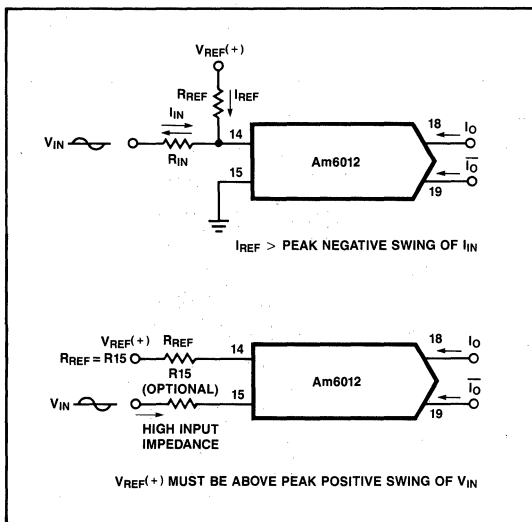 VREF(+)
RREF
IREF
IIN
VIN
RIN
14
15
Am6012
18
IO
I̅O̅
19
IREF > PEAK NEGATIVE SWING OF IIN
VREF(+)
RREF
RREF = R15
14
R15
(OPTIONAL)
VIN
15
HIGH INPUT
IMPEDANCE
Am6012
18
IO
I̅O̅
19
VREF(+) MUST BE ABOVE PEAK POSITIVE SWING OF VIN